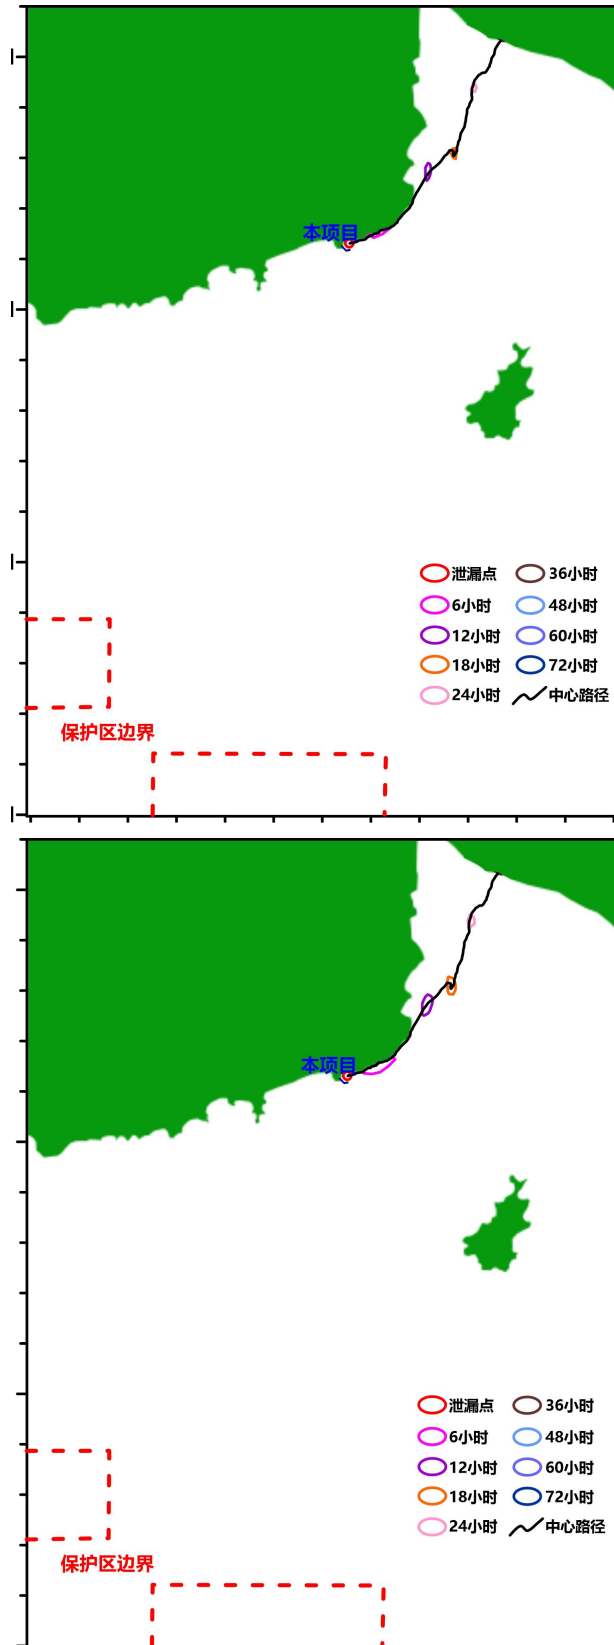 本项目
泄漏点 36小时
6小时 48小时
12小时 60小时
18小时 72小时
24小时 中心路径
保护区边界
本项目
泄漏点 36小时
6小时 48小时
12小时 60小时
18小时 72小时
24小时 中心路径
保护区边界